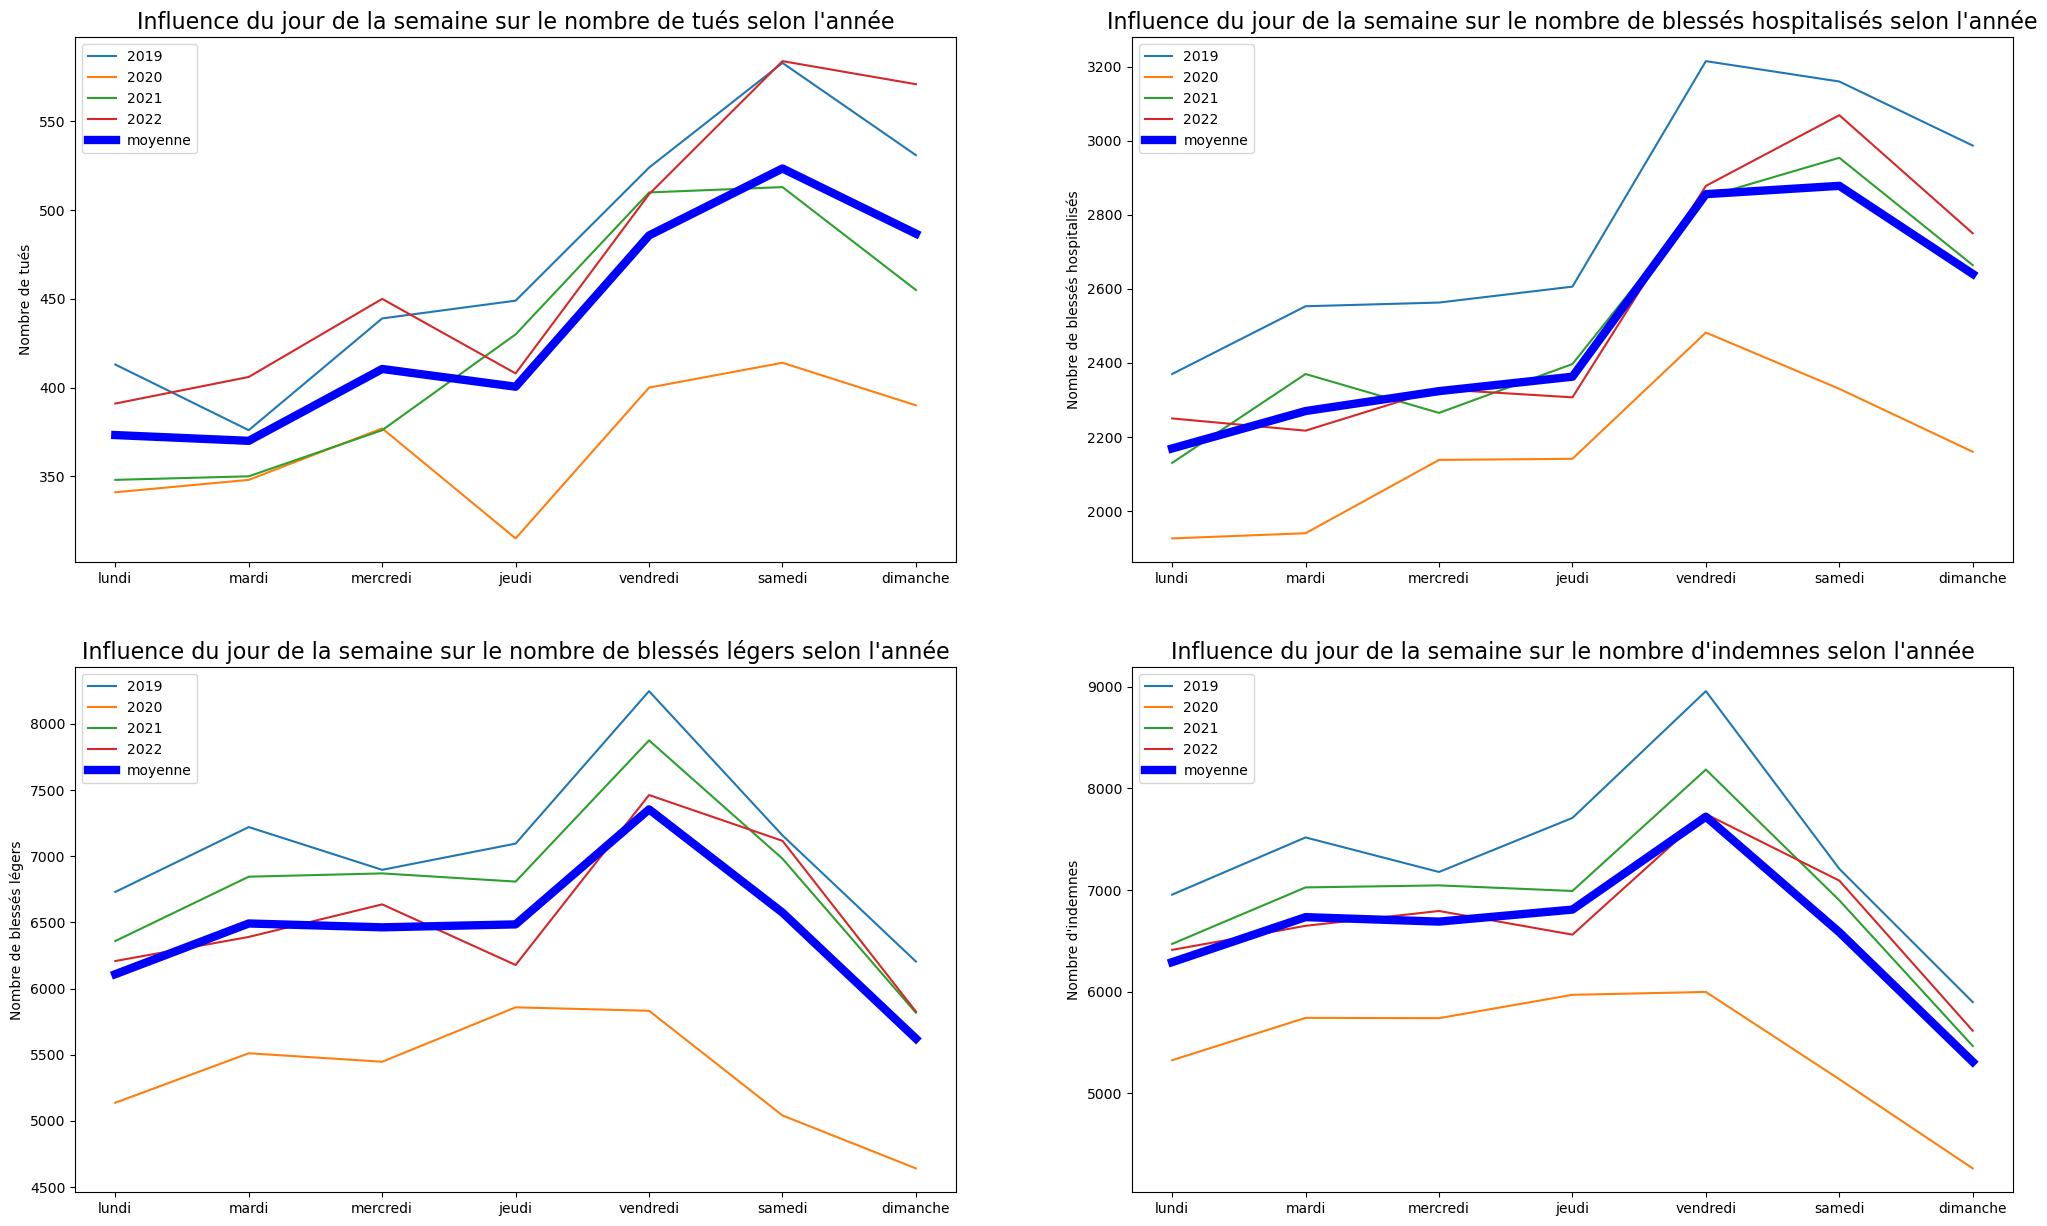 Influence du jour de la semaine sur le nombre de tués selon l'année
2019
2020
2021
2022
moyenne
Nombre de tués
550
500
450
400
350
lundi mardi mercredi jeudi vendredi samedi dimanche
Influence du jour de la semaine sur le nombre de blessés hospitalisés selon l'année
2019
2020
2021
2022
moyenne
Nombre de blessés hospitalisés
3200
3000
2800
2600
2400
2200
2000
lundi mardi mercredi jeudi vendredi samedi dimanche
Influence du jour de la semaine sur le nombre de blessés légers selon l'année
2019
2020
2021
2022
moyenne
Nombre de blessés légers
8000
7500
7000
6500
6000
5500
5000
4500
lundi mardi mercredi jeudi vendredi samedi dimanche
Influence du jour de la semaine sur le nombre d'indemnes selon l'année
2019
2020
2021
2022
moyenne
Nombre d'indemnes
9000
8000
7000
6000
5000
lundi mardi mercredi jeudi vendredi samedi dimanche